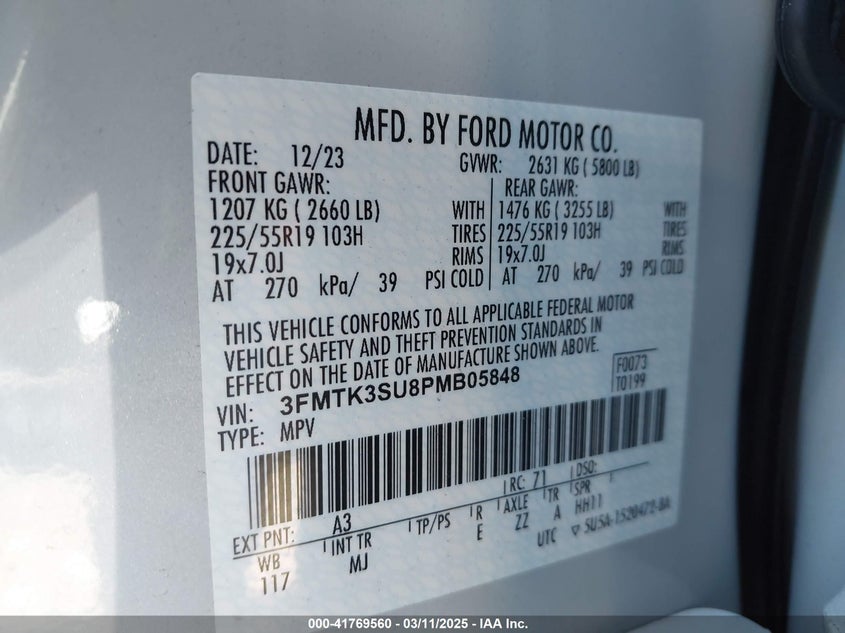 MFD. BY FORD MOTOR CO.
DATE: 12/23 GVWR: 2631 KG ( 5800 LB)
FRONT GAWR: REAR GAWR:
1207 KG ( 2660 LB) WITH 1476 KG ( 3255 LB) WITH
225/55R19 103H TIRES 225/55R19 103H TIRES
19x7.0J RIMS 19x7.0J RIMS
AT 270 kPa/ 39 PSI COLD AT 270 kPa/ 39 PSI COLD
THIS VEHICLE CONFORMS TO ALL APPLICABLE FEDERAL MOTOR
VEHICLE SAFETY AND THEFT PREVENTION STANDARDS IN
EFFECT ON THE DATE OF MANUFACTURE SHOWN ABOVE.
F0073
T0199
VIN: 3FMTK3SU8PMB05848
TYPE: MPV
RC: 71 DSO:
EXT PNT: A3
WB INT TR TP/PS R AXLE TR SPR
117 MJ E ZZ A HH11
UTC ▽ SU5A-1520472-BA
000-41769560 - 03/11/2025 - IAA Inc.